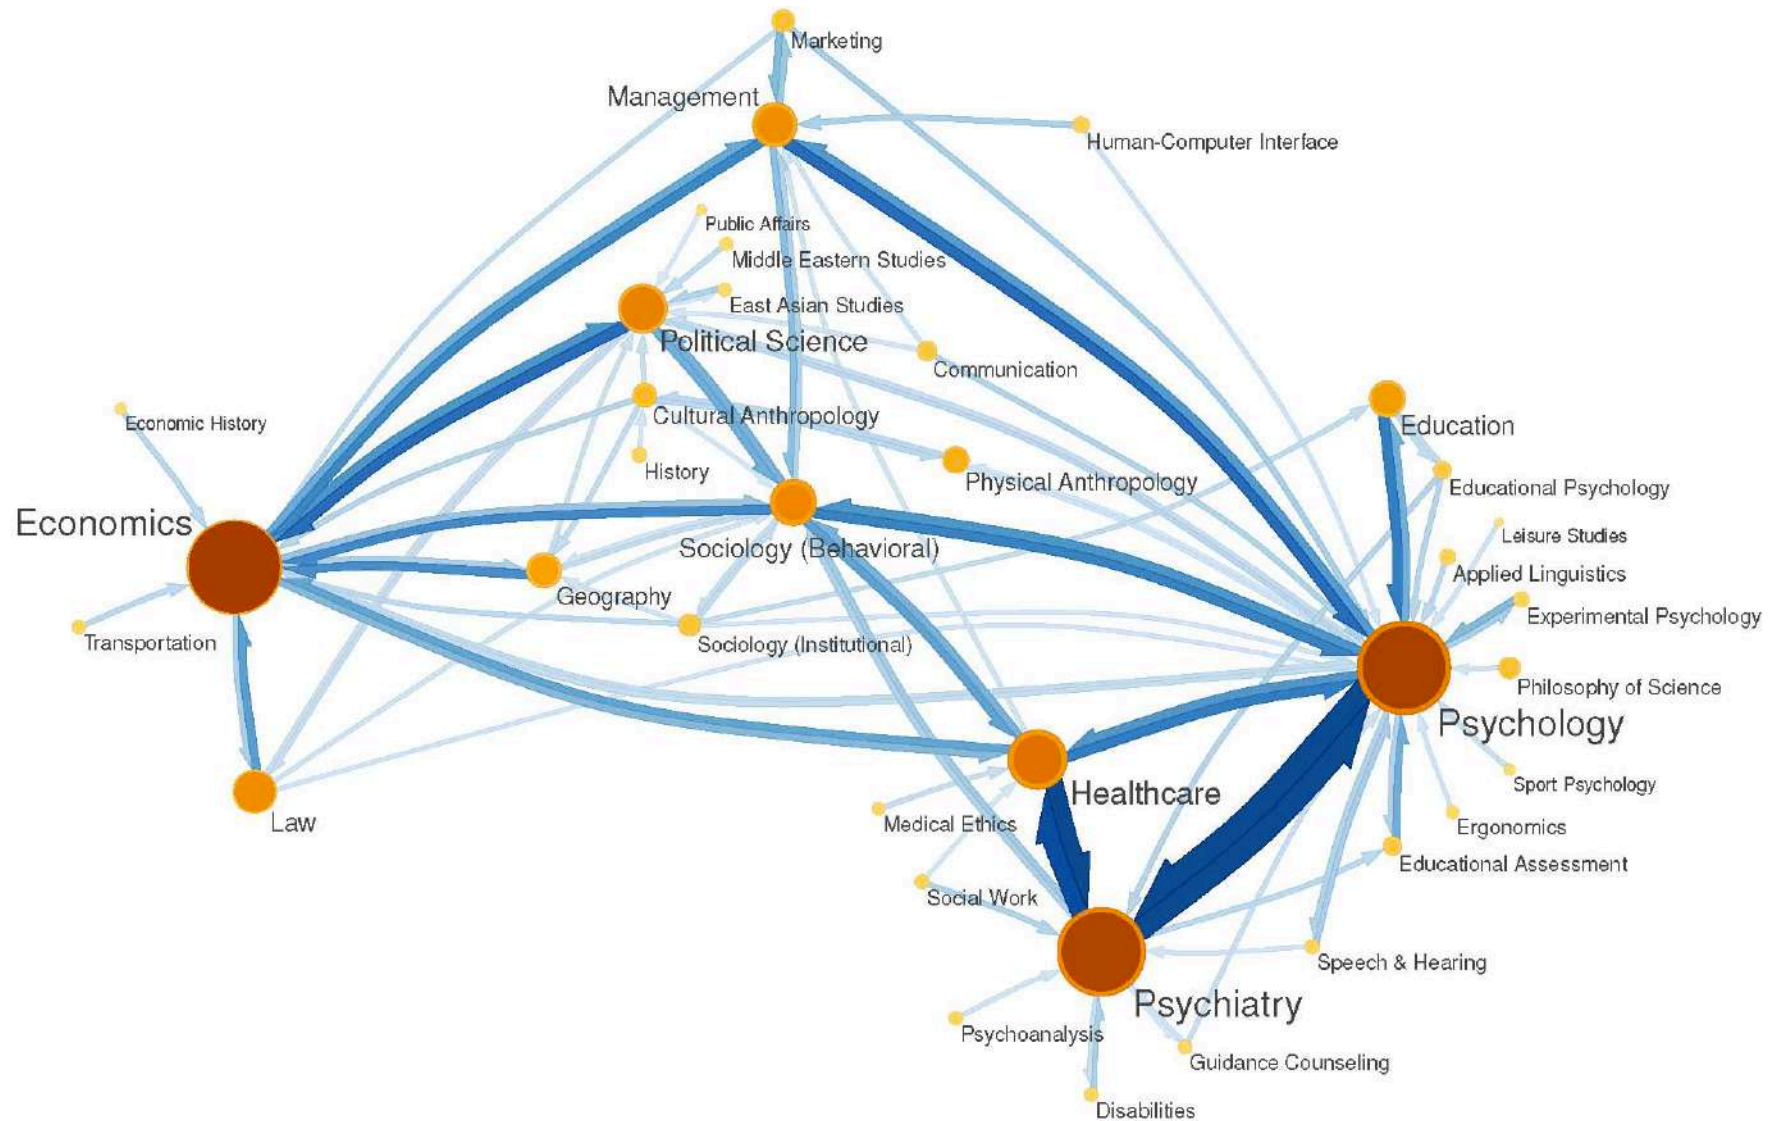 Marketing
Management
Human-Computer Interface
Public Affairs
Middle Eastern Studies
East Asian Studies
Political Science
Communication
Cultural Anthropology
Education
Economic History
History
Physical Anthropology
Educational Psychology
Economics
Leisure Studies
Sociology (Behavioral)
Applied Linguistics
Geography
Experimental Psychology
Transportation
Sociology (Institutional)
Philosophy of Science
Psychology
Sport Psychology
Healthcare
Law
Medical Ethics
Ergonomics
Educational Assessment
Social Work
Speech & Hearing
Psychiatry
Psychoanalysis
Guidance Counseling
Disabilities